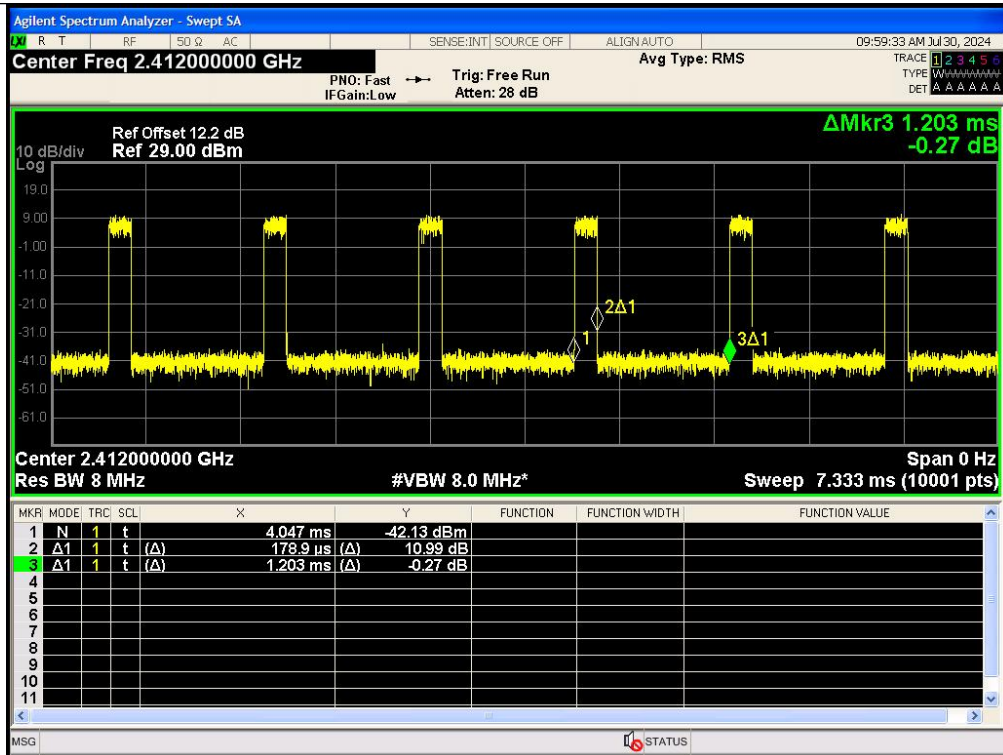 Agilent Spectrum Analyzer - Swept SA
LXI R T RF 50 Ω AC SENSE:INT SOURCE OFF ALIGN AUTO 09:59:33 AM Jul 30, 2024
Center Freq 2.412000000 GHz Avg Type: RMS TRACE 1 2 3 4 5 6
PNO: Fast Trig: Free Run TYPE WWWWWW
IFGain:Low Atten: 28 dB DET A A A A A A
ΔMkr3 1.203 ms
Ref Offset 12.2 dB
10 dB/div Ref 29.00 dBm -0.27 dB
Log
19.0
9.00
-1.00
-11.0
-21.0
2Δ1
-31.0
1
3Δ1
-41.0
-51.0
-61.0
Center 2.412000000 GHz Span 0 Hz
Res BW 8 MHz #VBW 8.0 MHz* Sweep 7.333 ms (10001 pts)
MKR MODE TRC SCL X Y FUNCTION FUNCTION WIDTH FUNCTION VALUE
1 N 1 t 4.047 ms -42.13 dBm
2 Δ1 1 t (Δ) 178.9 µs (Δ) 10.99 dB
3 Δ1 1 t (Δ) 1.203 ms (Δ) -0.27 dB
4
5
6
7
8
9
10
11
MSG STATUS